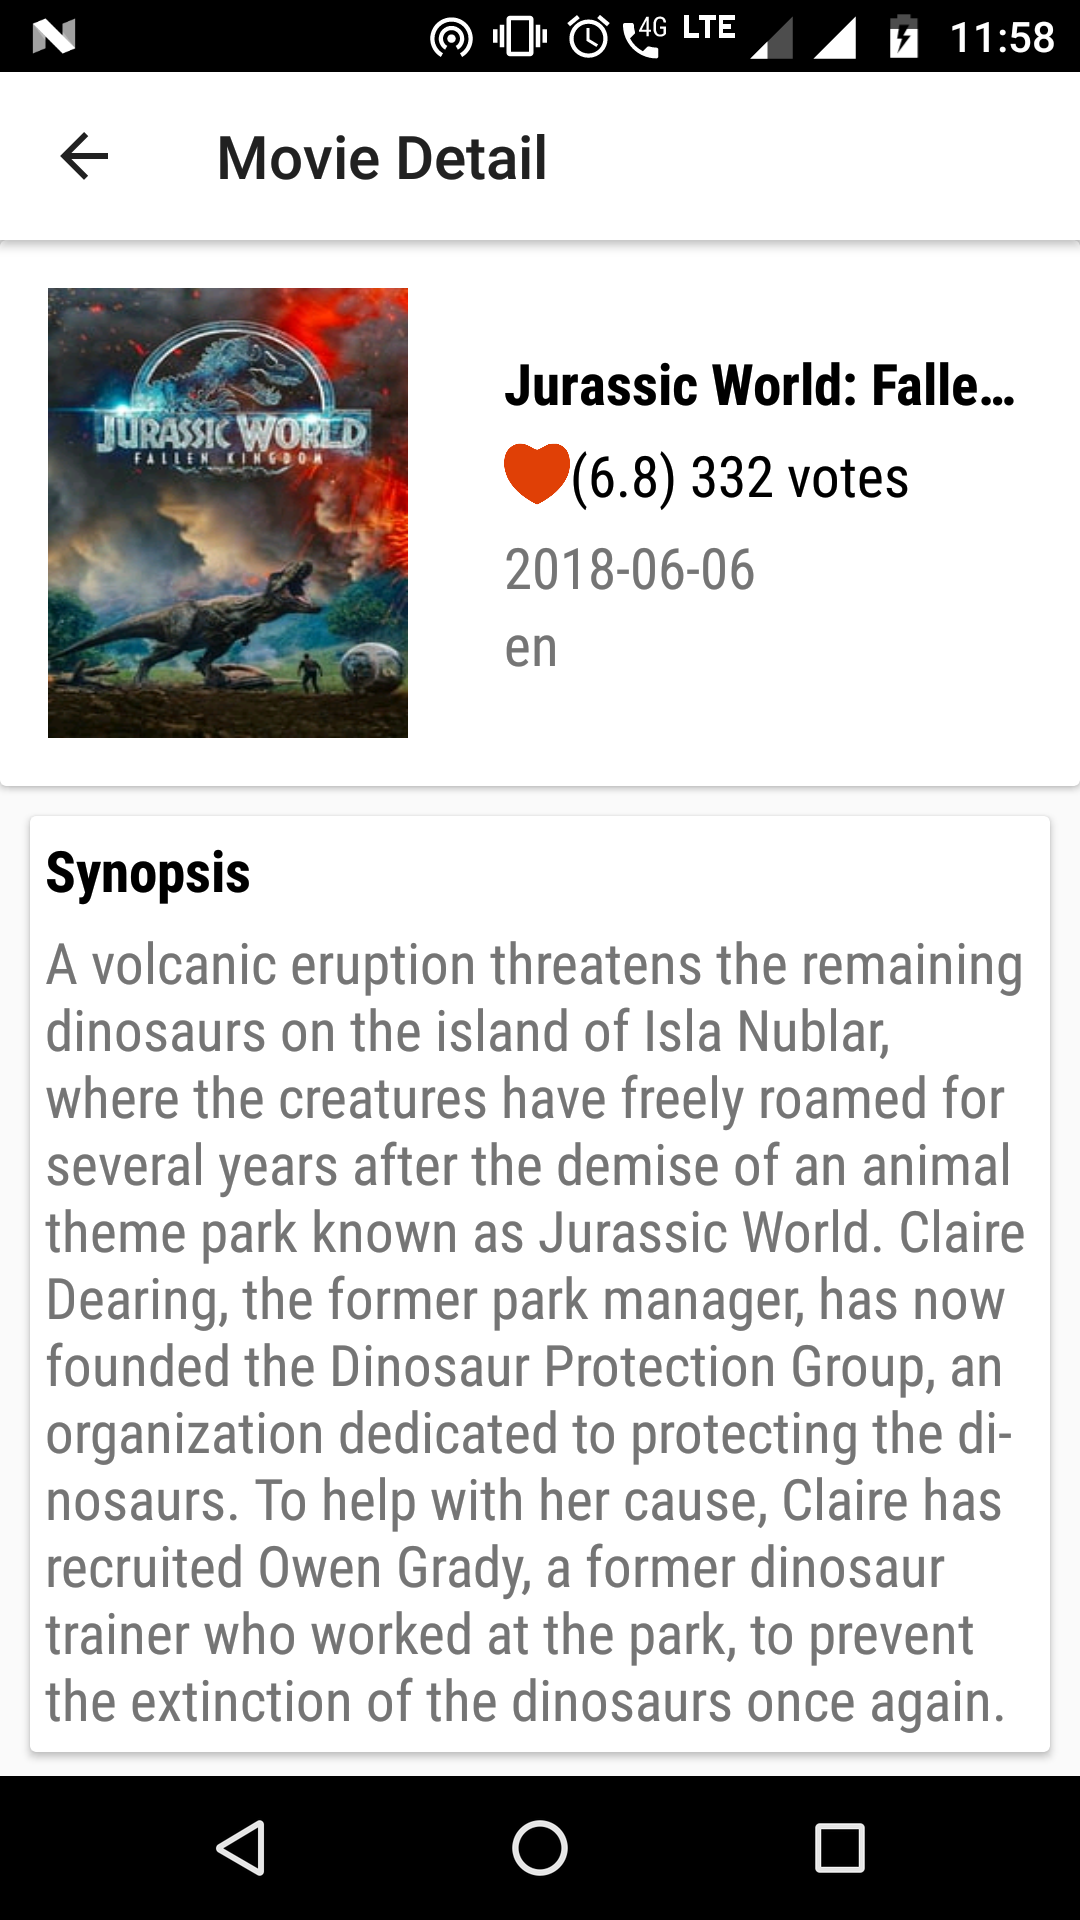 4G LTE 11:58
Movie Detail
JURASSIC WORLD
FALLEN KINGDOM
Jurassic World: Falle...
(6.8) 332 votes
2018-06-06
en
Synopsis
A volcanic eruption threatens the remaining
dinosaurs on the island of Isla Nublar,
where the creatures have freely roamed for
several years after the demise of an animal
theme park known as Jurassic World. Claire
Dearing, the former park manager, has now
founded the Dinosaur Protection Group, an
organization dedicated to protecting the di-
nosaurs. To help with her cause, Claire has
recruited Owen Grady, a former dinosaur
trainer who worked at the park, to prevent
the extinction of the dinosaurs once again.